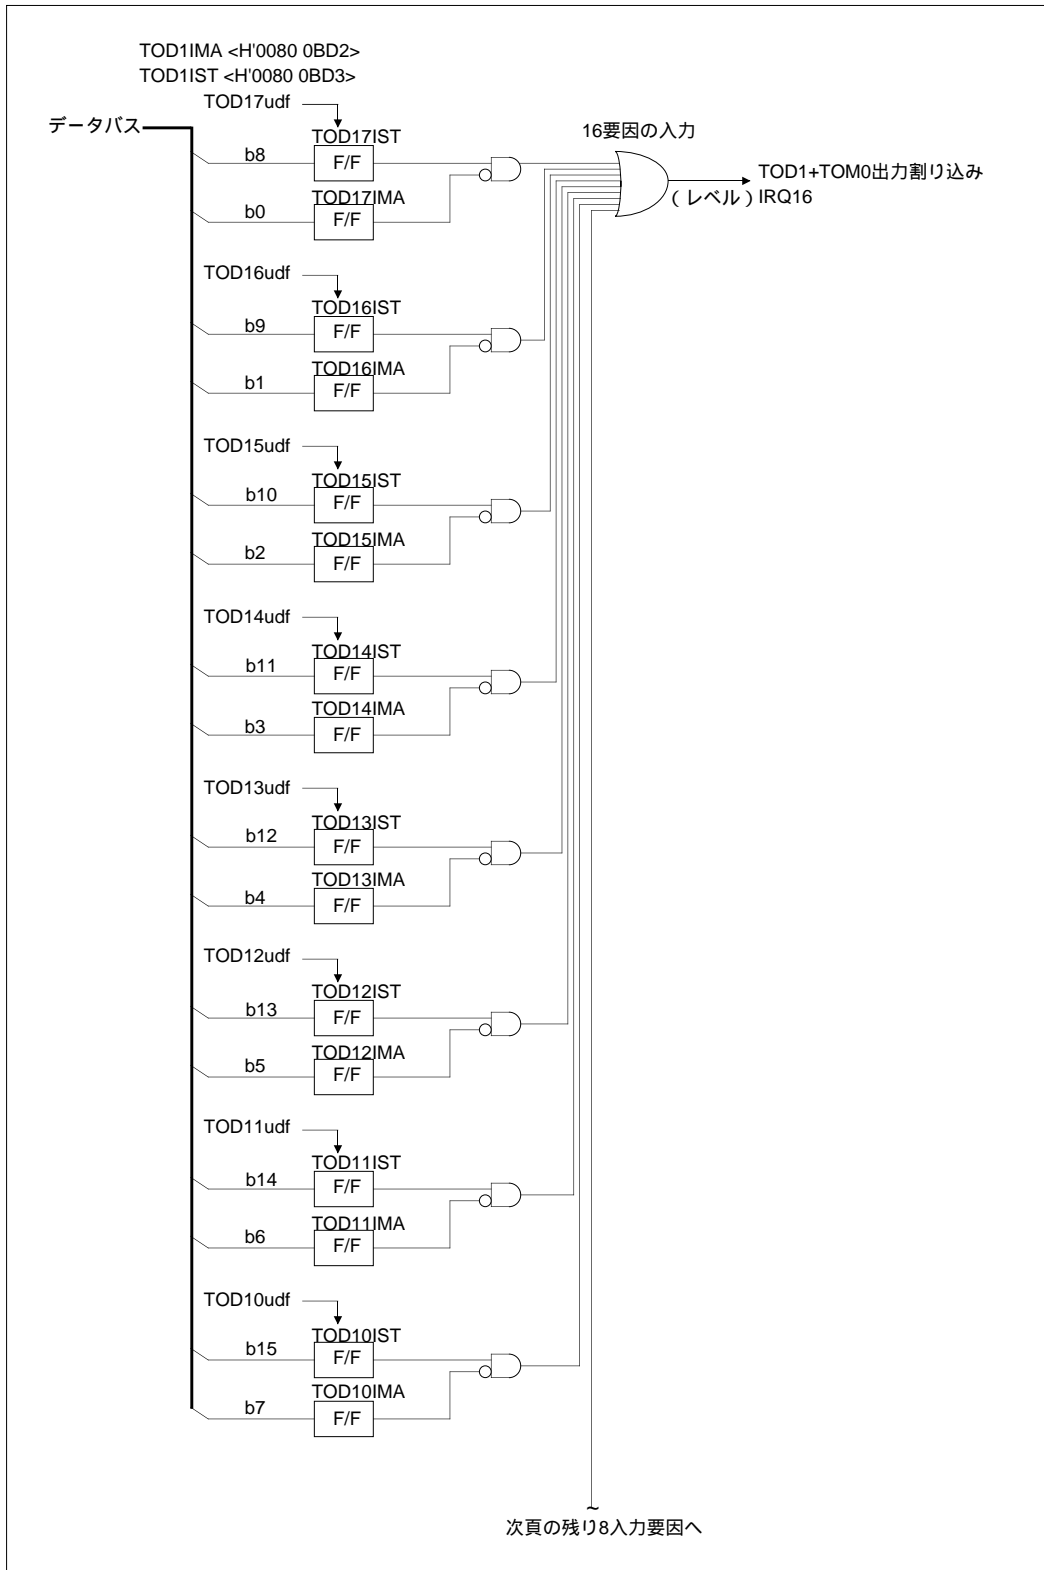 TOD1IMA <H'0080 0BD2>
TOD1IST <H'0080 0BD3>
TOD17udf
データバス
TOD17IST
16要因の入力
b8
F/F
TOD1+TOM0出力割り込み
(レベル)IRQ16
TOD17IMA
b0
F/F
TOD16udf
TOD16IST
b9
F/F
TOD16IMA
b1
F/F
TOD15udf
TOD15IST
b10
F/F
TOD15IMA
b2
F/F
TOD14udf
TOD14IST
b11
F/F
TOD14IMA
b3
F/F
TOD13udf
TOD13IST
b12
F/F
TOD13IMA
b4
F/F
TOD12udf
TOD12IST
b13
F/F
TOD12IMA
b5
F/F
TOD11udf
TOD11IST
b14
F/F
TOD11IMA
b6
F/F
TOD10udf
TOD10IST
b15
F/F
TOD10IMA
b7
F/F
~
次頁の残り8入力要因へ